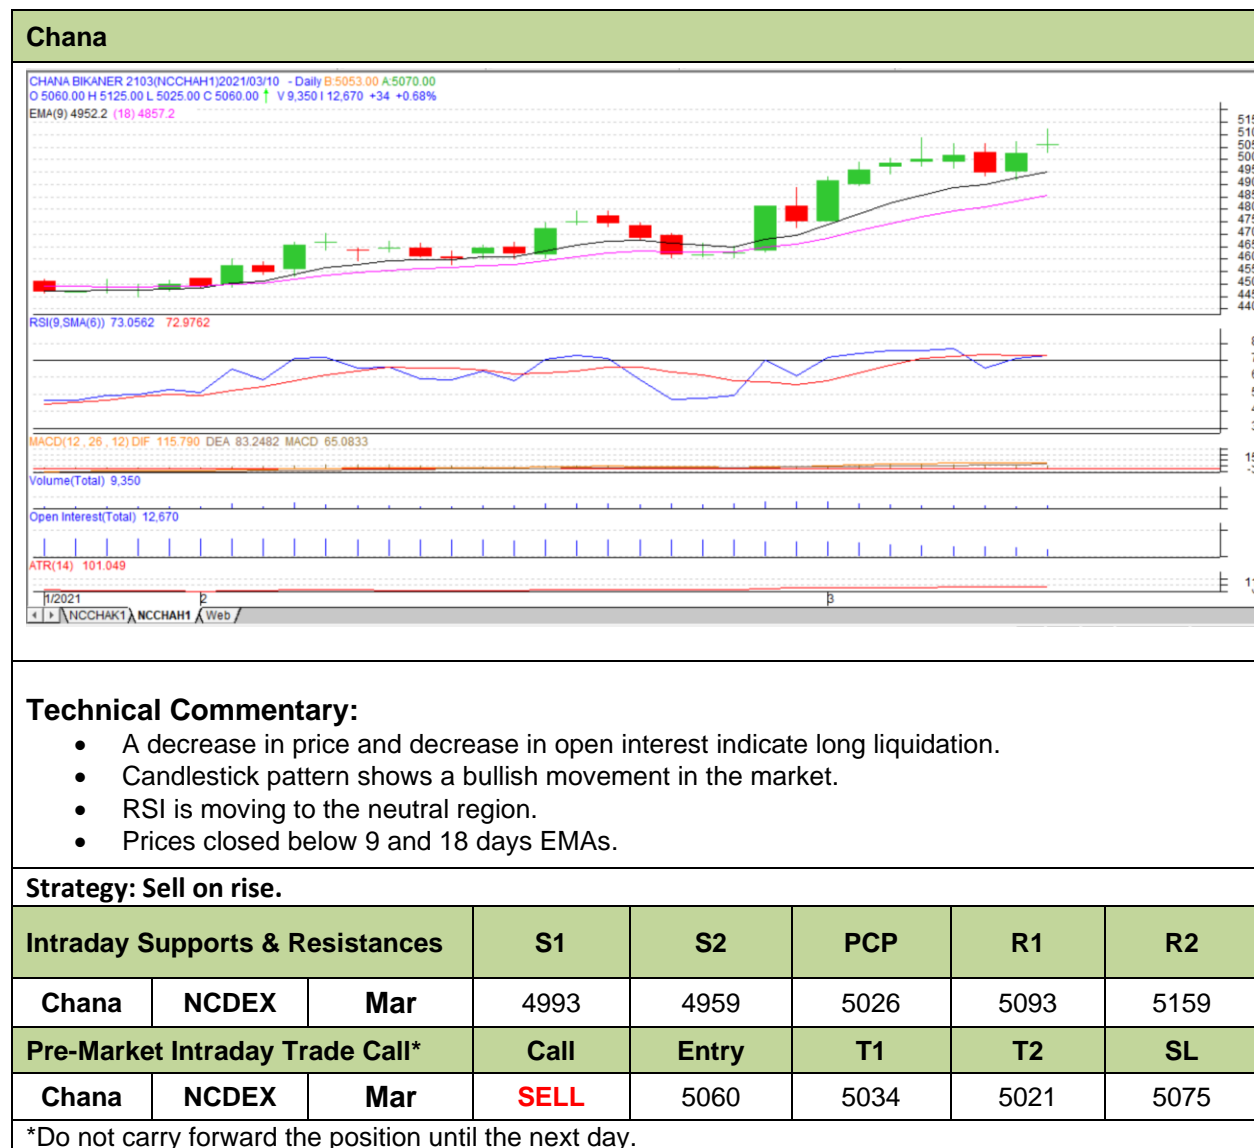 Chana
CHANA BIKANER 2103(NCCHAH1)2021/03/10 - Daily B:5053.00 A:5070.00
O 5060.00 H 5125.00 L 5025.00 C 5060.00 ↑ V 9,350 I 12,670 +34 +0.68%
EMA(9) 4952.2 (18) 4857.2
RSI(9,SMA(6)) 73.0562 72.9762
MACD(12 , 26 , 12) DIF 115.790 DEA 83.2482 MACD 65.0833
Volume(Total) 9,350
Open Interest(Total) 12,670
ATR(14) 101.049
1/2021 2 3
NCCHAK1 NCCHAH1 Web
Technical Commentary:
• A decrease in price and decrease in open interest indicate long liquidation.
• Candlestick pattern shows a bullish movement in the market.
• RSI is moving to the neutral region.
• Prices closed below 9 and 18 days EMAs.
Strategy: Sell on rise.
Intraday Supports & Resistances S1 S2 PCP R1 R2
Chana NCDEX Mar 4993 4959 5026 5093 5159
Pre-Market Intraday Trade Call* Call Entry T1 T2 SL
Chana NCDEX Mar SELL 5060 5034 5021 5075
*Do not carry forward the position until the next day.